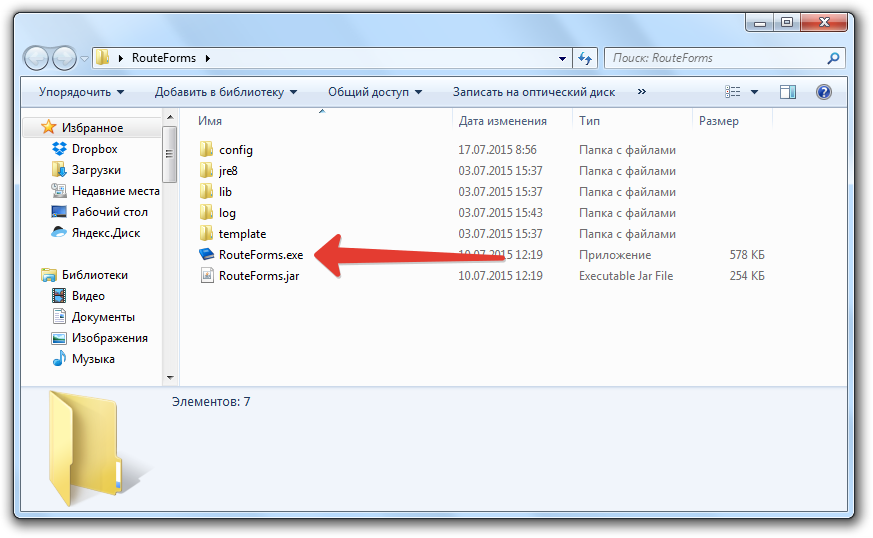 RouteForms
Поиск: RouteForms
Упорядочить Добавить в библиотеку Общий доступ Записать на оптический диск »
Имя Дата изменения Тип Размер
Избранное
Dropbox
Загрузки
Недавние места
Рабочий стол
Яндекс.Диск
Библиотеки
Видео
Документы
Изображения
Музыка
config 17.07.2015 8:56 Папка с файлами
jre8 03.07.2015 15:37 Папка с файлами
lib 03.07.2015 15:37 Папка с файлами
log 03.07.2015 15:43 Папка с файлами
template 03.07.2015 15:37 Папка с файлами
RouteForms.exe 10.07.2015 12:19 Приложение 578 КБ
RouteForms.jar 10.07.2015 12:19 Executable Jar File 254 КБ
Элементов: 7